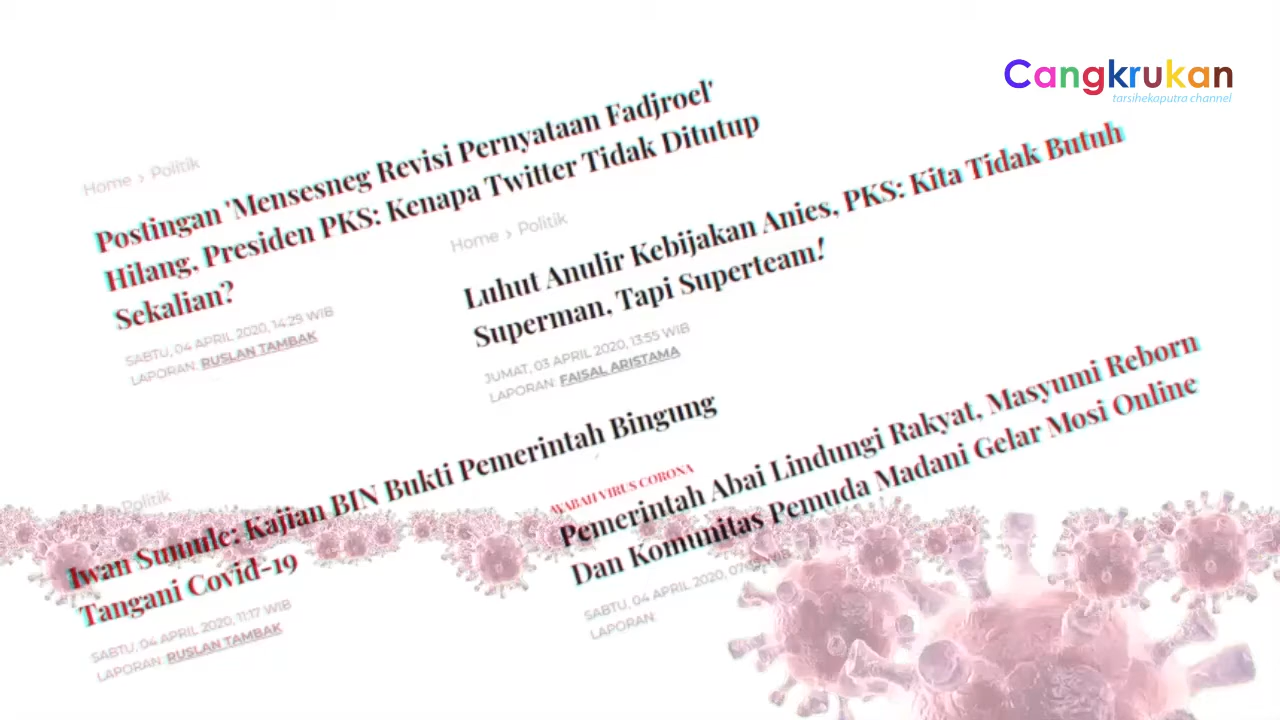 Cangkrukan
tarsihekaputra channel
Home › Politik
Postingan 'Mensesneg Revisi Pernyataan Fadjroel'
Hilang, Presiden PKS: Kenapa Twitter Tidak Ditutup
Sekalian?
SABTU, 04 APRIL 2020, 14:29 WIB
LAPORAN: RUSLAN TAMBAK
Home › Politik
Luhut Anulir Kebijakan Anies, PKS: Kita Tidak Butuh
Superman, Tapi Superteam!
JUMAT, 03 APRIL 2020, 13:55 WIB
LAPORAN: FAISAL ARISTAMA
Politik
Iwan Sumule: Kajian BIN Bukti Pemerintah Bingung
Tangani Covid-19
SABTU, 04 APRIL 2020, 11:17 WIB
LAPORAN: RUSLAN TAMBAK
WABAH VIRUS CORONA
Pemerintah Abai Lindungi Rakyat, Masyumi Reborn
Dan Komunitas Pemuda Madani Gelar Mosi Online
SABTU, 04 APRIL 2020, WIB
LAPORAN: